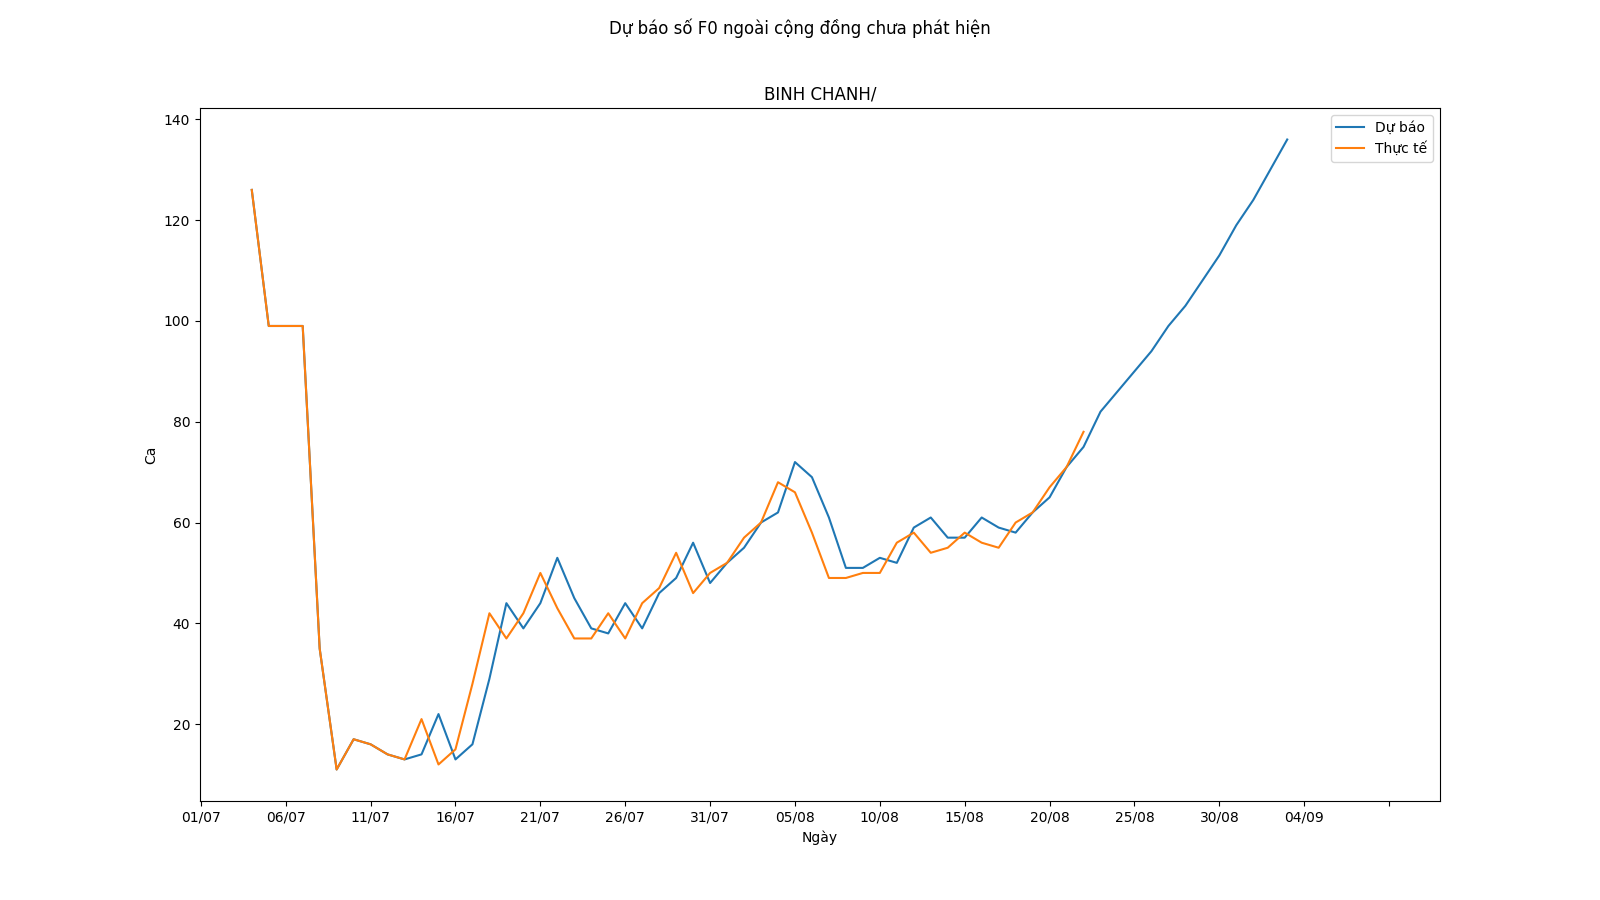 Dự báo số F0 ngoài cộng đồng chưa phát hiện
BINH CHANH/
Dự báo
Thực tế
140
120
100
80
60
40
20
Ca
01/07 06/07 11/07 16/07 21/07 26/07 31/07 05/08 10/08 15/08 20/08 25/08 30/08 04/09
Ngày